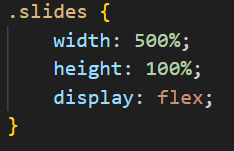 .slides {
    width: 500%;
    height: 100%;
    display: flex;
}